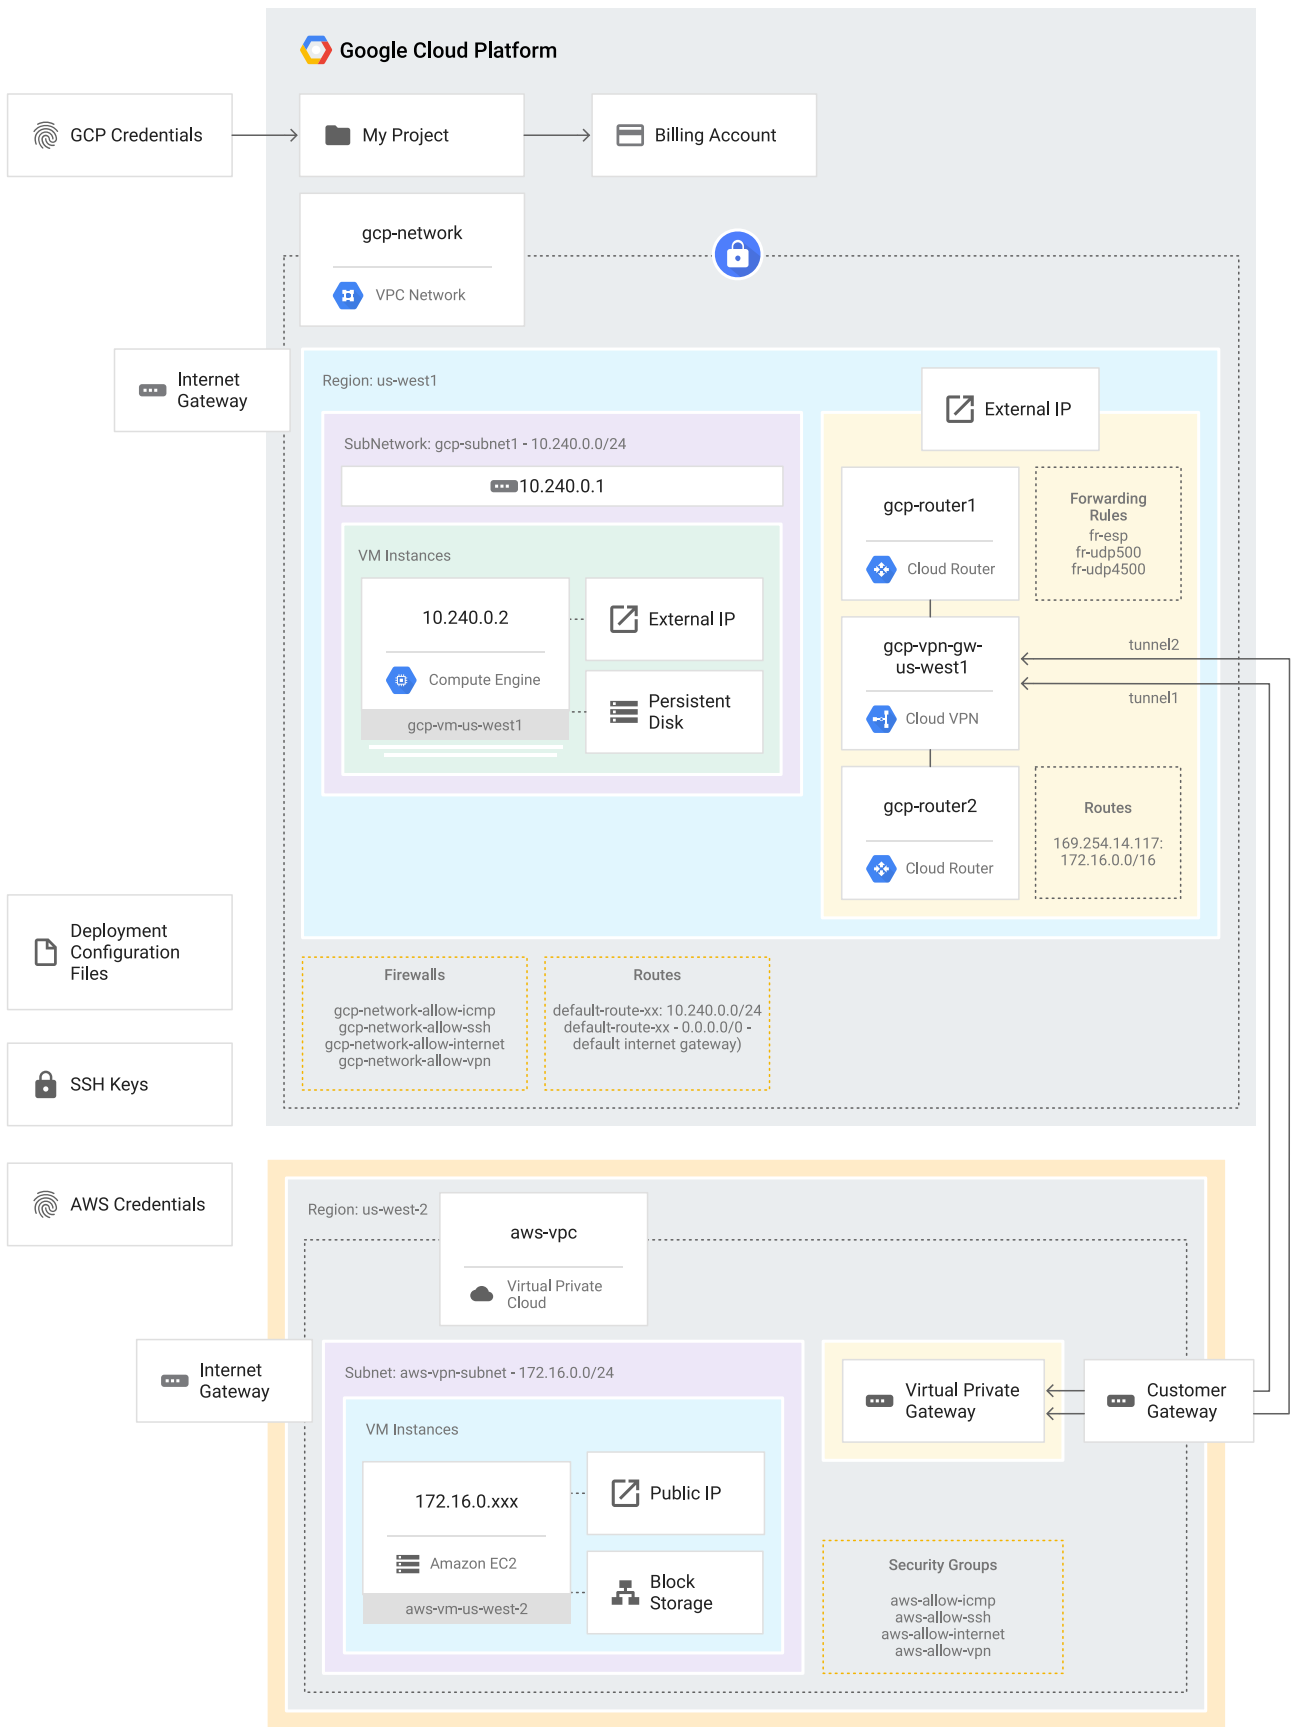 Google Cloud Platform
GCP Credentials
My Project
Billing Account
gcp-network
VPC Network
Internet
Gateway
Region: us-west1
External IP
SubNetwork: gcp-subnet1 - 10.240.0.0/24
10.240.0.1
VM Instances
10.240.0.2
Compute Engine
gcp-vm-us-west1
External IP
Persistent
Disk
gcp-router1
Cloud Router
Forwarding
Rules
fr-esp
fr-udp500
fr-udp4500
gcp-vpn-gw-
us-west1
Cloud VPN
tunnel2
tunnel1
gcp-router2
Cloud Router
Routes
169.254.14.117:
172.16.0.0/16
Deployment
Configuration
Files
Firewalls
gcp-network-allow-icmp
gcp-network-allow-ssh
gcp-network-allow-internet
gcp-network-allow-vpn
Routes
default-route-xx: 10.240.0.0/24
default-route-xx - 0.0.0.0/0 -
default internet gateway)
SSH Keys
AWS Credentials
Region: us-west-2
aws-vpc
Virtual Private
Cloud
Internet
Gateway
Subnet: aws-vpn-subnet - 172.16.0.0/24
VM Instances
172.16.0.xxx
Amazon EC2
aws-vm-us-west-2
Public IP
Block
Storage
Virtual Private
Gateway
Customer
Gateway
Security Groups
aws-allow-icmp
aws-allow-ssh
aws-allow-internet
aws-allow-vpn